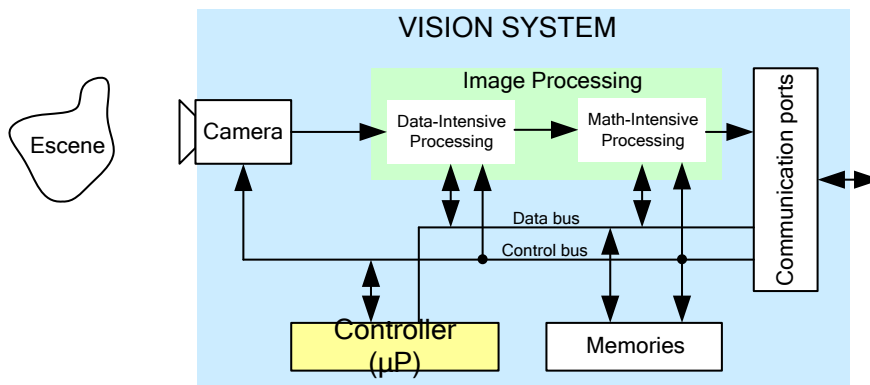 VISION SYSTEM
Image Processing
Escene
Camera
Data-Intensive
Processing
Math-Intensive
Processing
Communication ports
Data bus
Control bus
Controller
(µP)
Memories